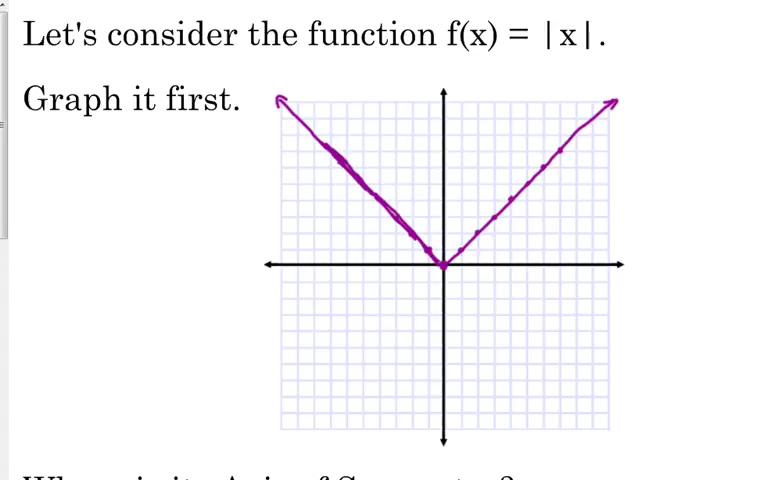 Let's consider the function f(x) = |x|.
Graph it first.